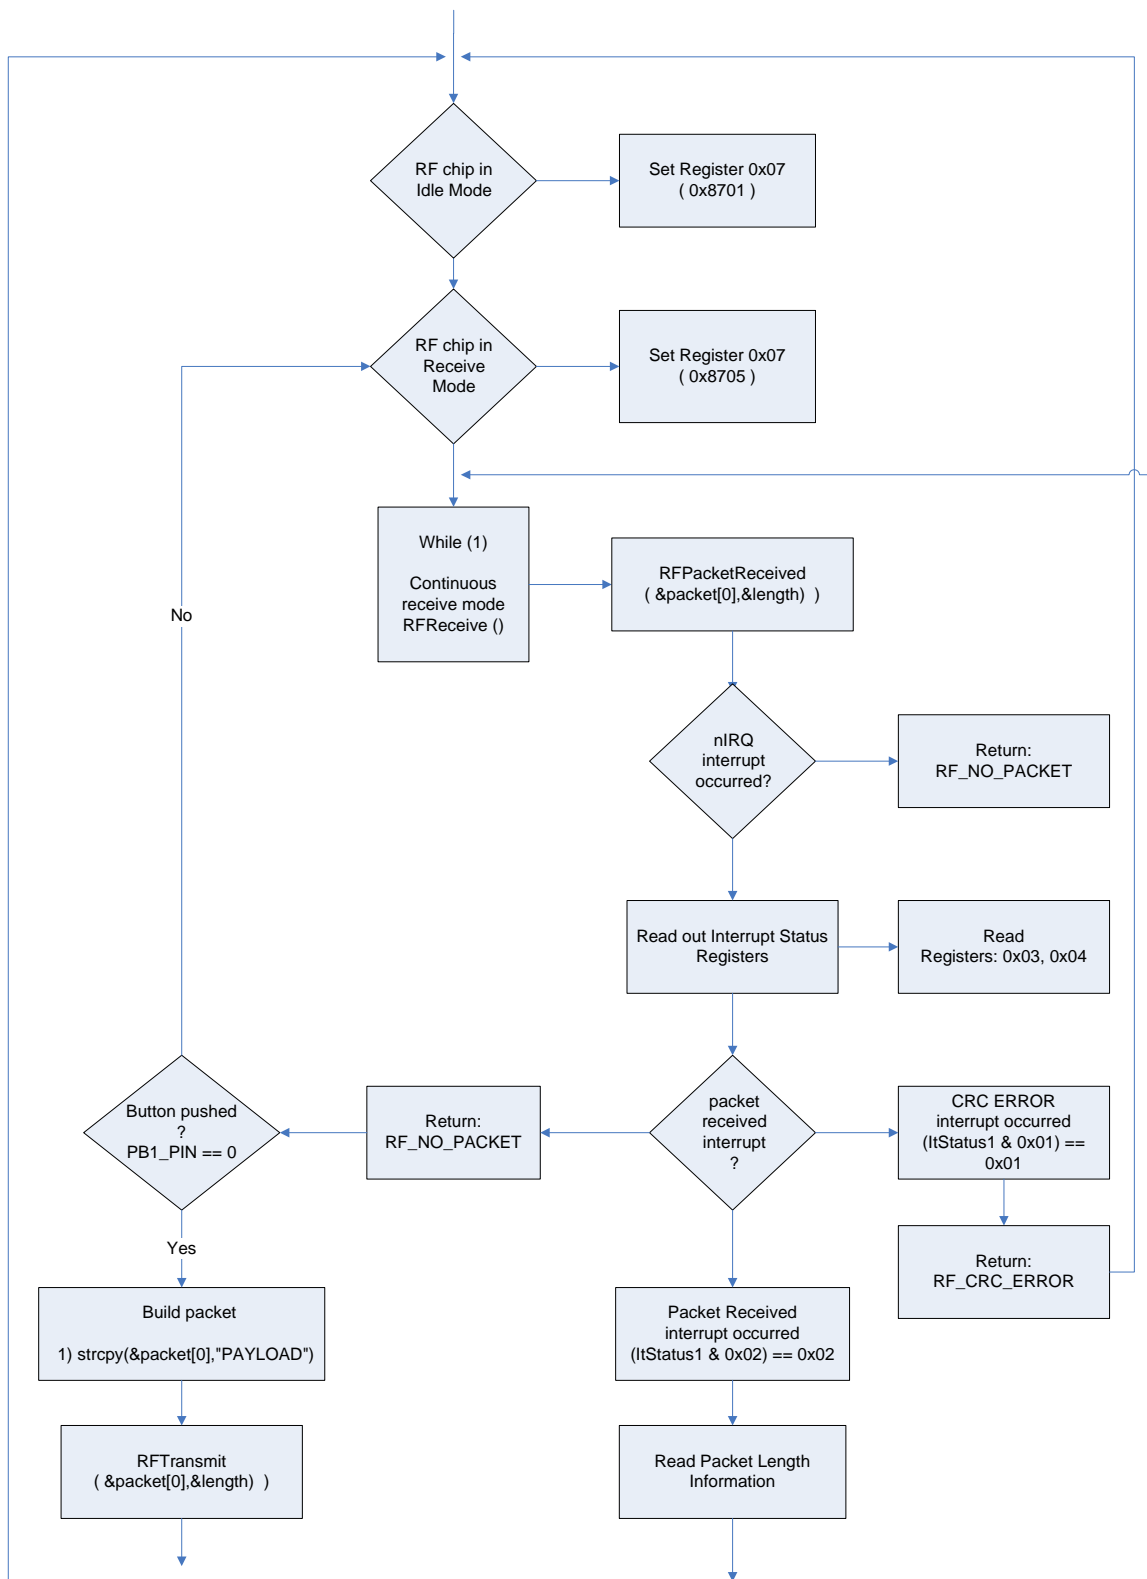 RF chip in
Idle Mode
Set Register 0x07
( 0x8701 )
RF chip in
Receive
Mode
Set Register 0x07
( 0x8705 )
While (1)
Continuous
receive mode
RFReceive ()
RFPacketReceived
( &packet[0],&length)  )
No
nIRQ
interrupt
occurred?
Return:
RF_NO_PACKET
Read out Interrupt Status
Registers
Read
Registers: 0x03, 0x04
Button pushed
?
PB1_PIN == 0
Return:
RF_NO_PACKET
packet
received
interrupt
?
CRC ERROR
interrupt occurred
(ItStatus1 & 0x01) ==
0x01
Yes
Return:
RF_CRC_ERROR
Build packet
1) strcpy(&packet[0],"PAYLOAD")
Packet Received
interrupt occurred
(ItStatus1 & 0x02) == 0x02
RFTransmit
( &packet[0],&length)  )
Read Packet Length
Information